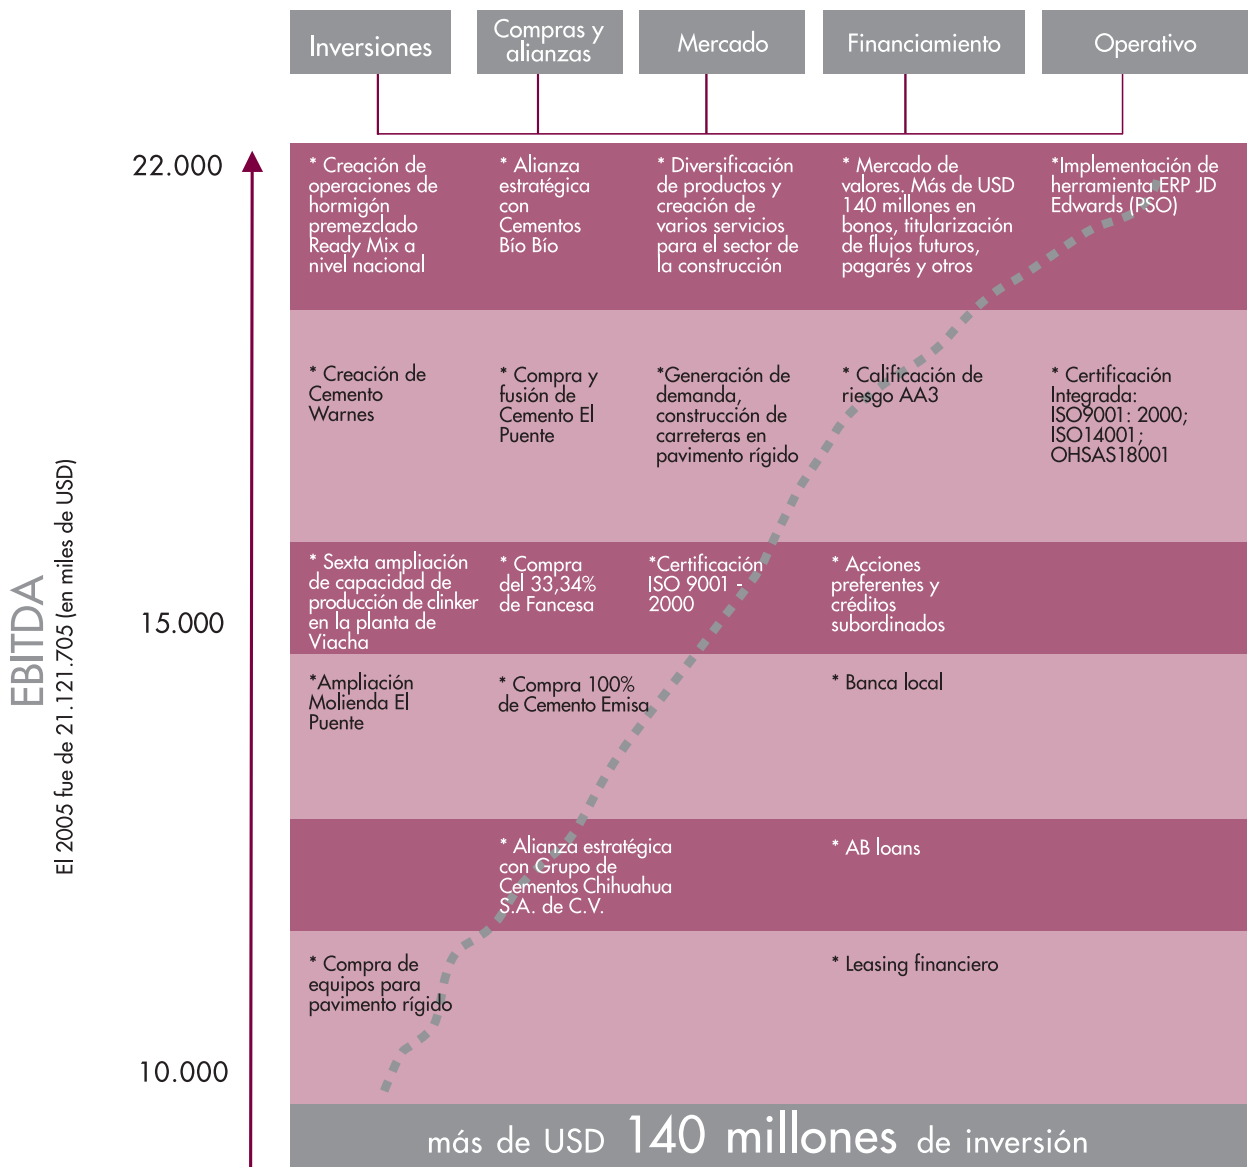 Inversiones
Compras y
alianzas
Mercado
Financiamiento
Operativo
22.000
* Creación de
operaciones de
hormigón
premezclado
Ready Mix a
nivel nacional
* Alianza
estratégica
con
Cementos
Bío Bío
* Diversificación
de productos y
creación de
varios servicios
para el sector de
la construcción
* Mercado de
valores. Más de USD
140 millones en
bonos, titularización
de flujos futuros,
pagarés y otros
*Implementación de
herramienta ERP JD
Edwards (PSO)
* Creación de
Cemento
Warnes
* Compra y
fusión de
Cemento El
Puente
*Generación de
demanda,
construcción de
carreteras en
pavimento rígido
* Calificación de
riesgo AA3
* Certificación
Integrada:
ISO9001: 2000;
ISO14001;
OHSAS18001
EBITDA
El 2005 fue de 21.121.705 (en miles de USD)
15.000
* Sexta ampliación
de capacidad de
producción de clinker
en la planta de
Viacha
* Compra
del 33,34%
de Fancesa
*Certificación
ISO 9001 -
2000
* Acciones
preferentes y
créditos
subordinados
*Ampliación
Molienda El
Puente
* Compra 100%
de Cemento Emisa
* Banca local
* Alianza estratégica
con Grupo de
Cementos Chihuahua
S.A. de C.V.
* AB loans
* Compra de
equipos para
pavimento rígido
* Leasing financiero
10.000
más de USD 140 millones de inversión